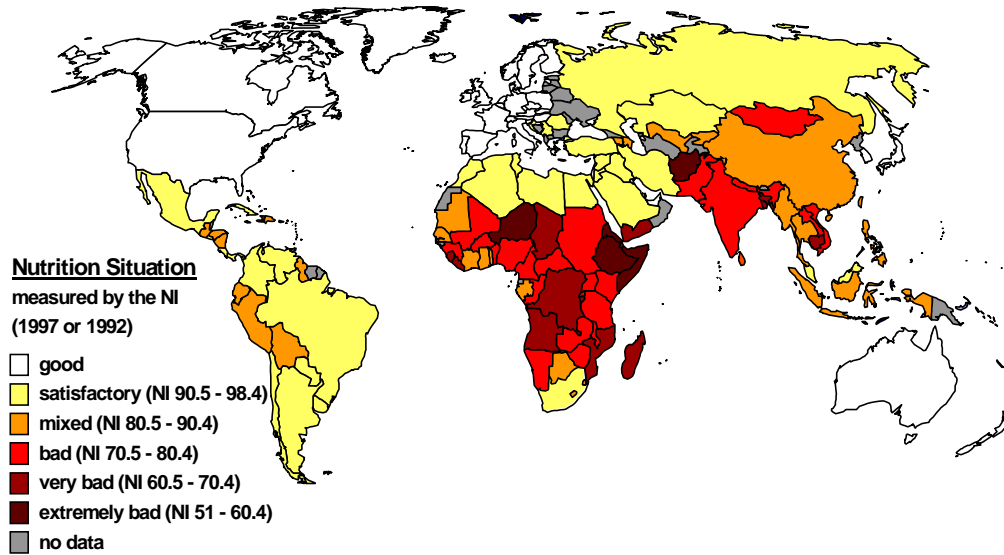 Nutrition Situation
measured by the NI
(1997 or 1992)
good
satisfactory (NI 90.5 - 98.4)
mixed (NI 80.5 - 90.4)
bad (NI 70.5 - 80.4)
very bad (NI 60.5 - 70.4)
extremely bad (NI 51 - 60.4)
no data